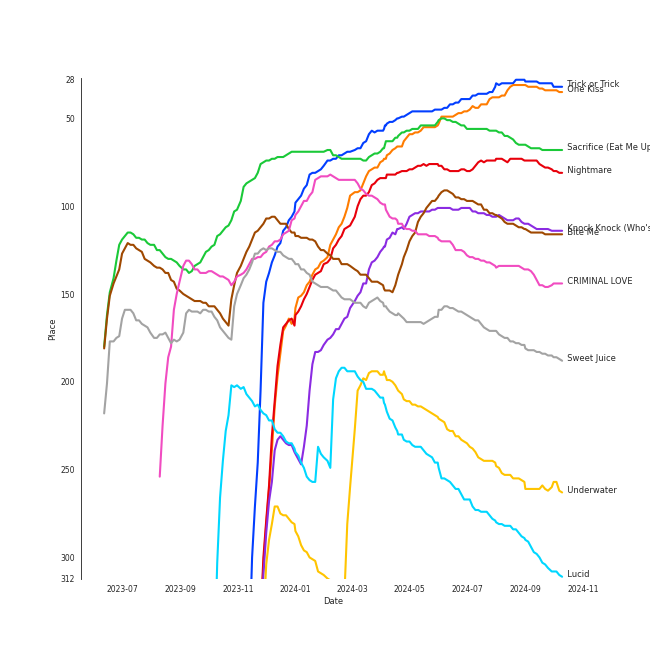 28
50
100
150
200
250
300
312
Place
2023-07
2023-09
2023-11
2024-01
2024-03
2024-05
2024-07
2024-09
2024-11
Date
Trick or Trick
One Kiss
Sacrifice (Eat Me Up
Nightmare
Knock Knock (Who's
Bite Me
CRIMINAL LOVE
Sweet Juice
Underwater
Lucid